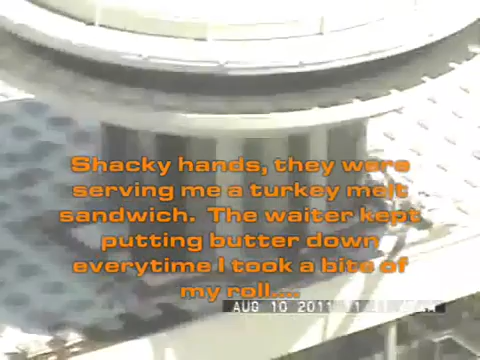 Shacky hands, they were
serving me a turkey melt
sandwich. The waiter kept
putting butter down
everytime I took a bite of
my roll....
AUG 10 2011